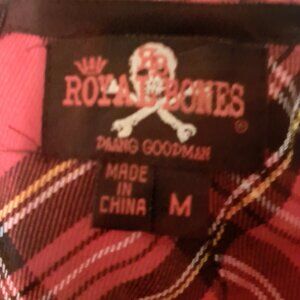 ROYAL BONES
®
DAANG GOODMAN
MADE
IN
CHINA
M